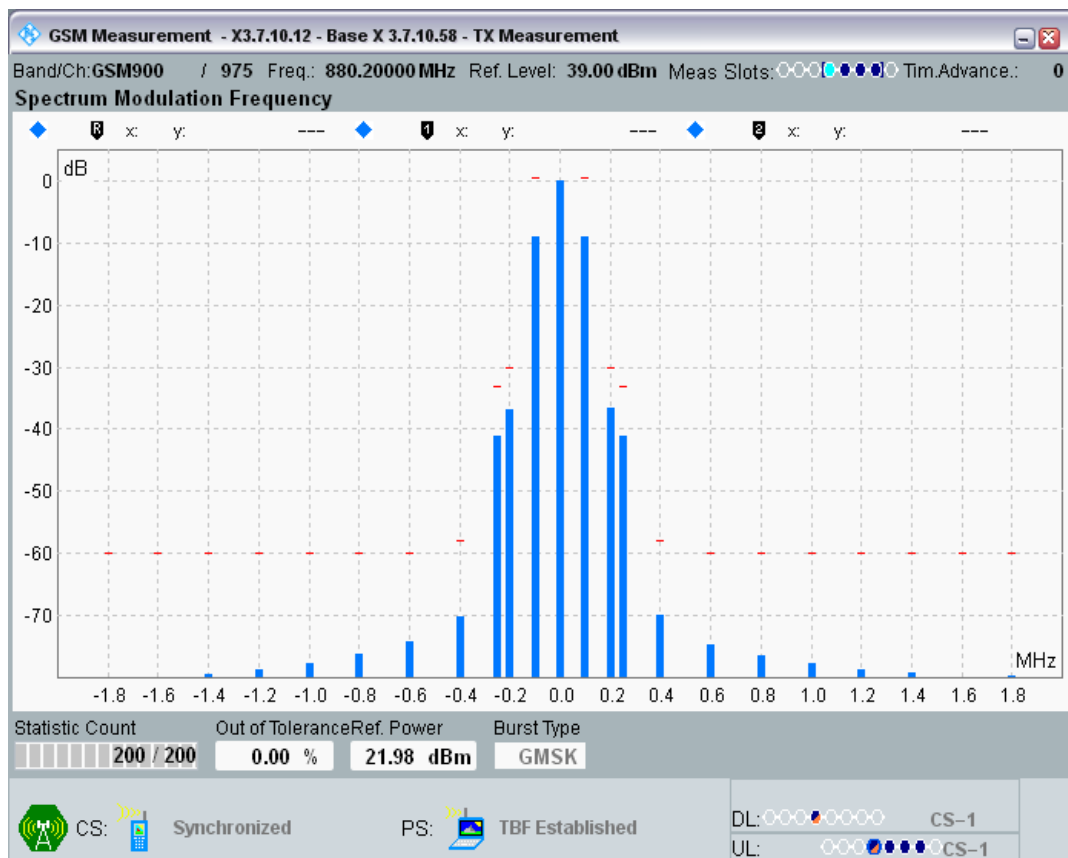 GSM Measurement - X3.7.10.12 - Base X 3.7.10.58 - TX Measurement
Band/Ch:GSM900 / 975 Freq.: 880.20000 MHz Ref. Level: 39.00 dBm Meas Slots: Tim.Advance.: 0
Spectrum Modulation Frequency
R x: y: --- 1 x: y: --- 2 x: y: ---
dB
0
-10
-20
-30
-40
-50
-60
-70
MHz
-1.8 -1.6 -1.4 -1.2 -1.0 -0.8 -0.6 -0.4 -0.2 0.0 0.2 0.4 0.6 0.8 1.0 1.2 1.4 1.6 1.8
Statistic Count Out of Tolerance Ref. Power Burst Type
200 / 200 0.00 % 21.98 dBm GMSK
CS: Synchronized PS: TBF Established DL: CS-1
UL: CS-1